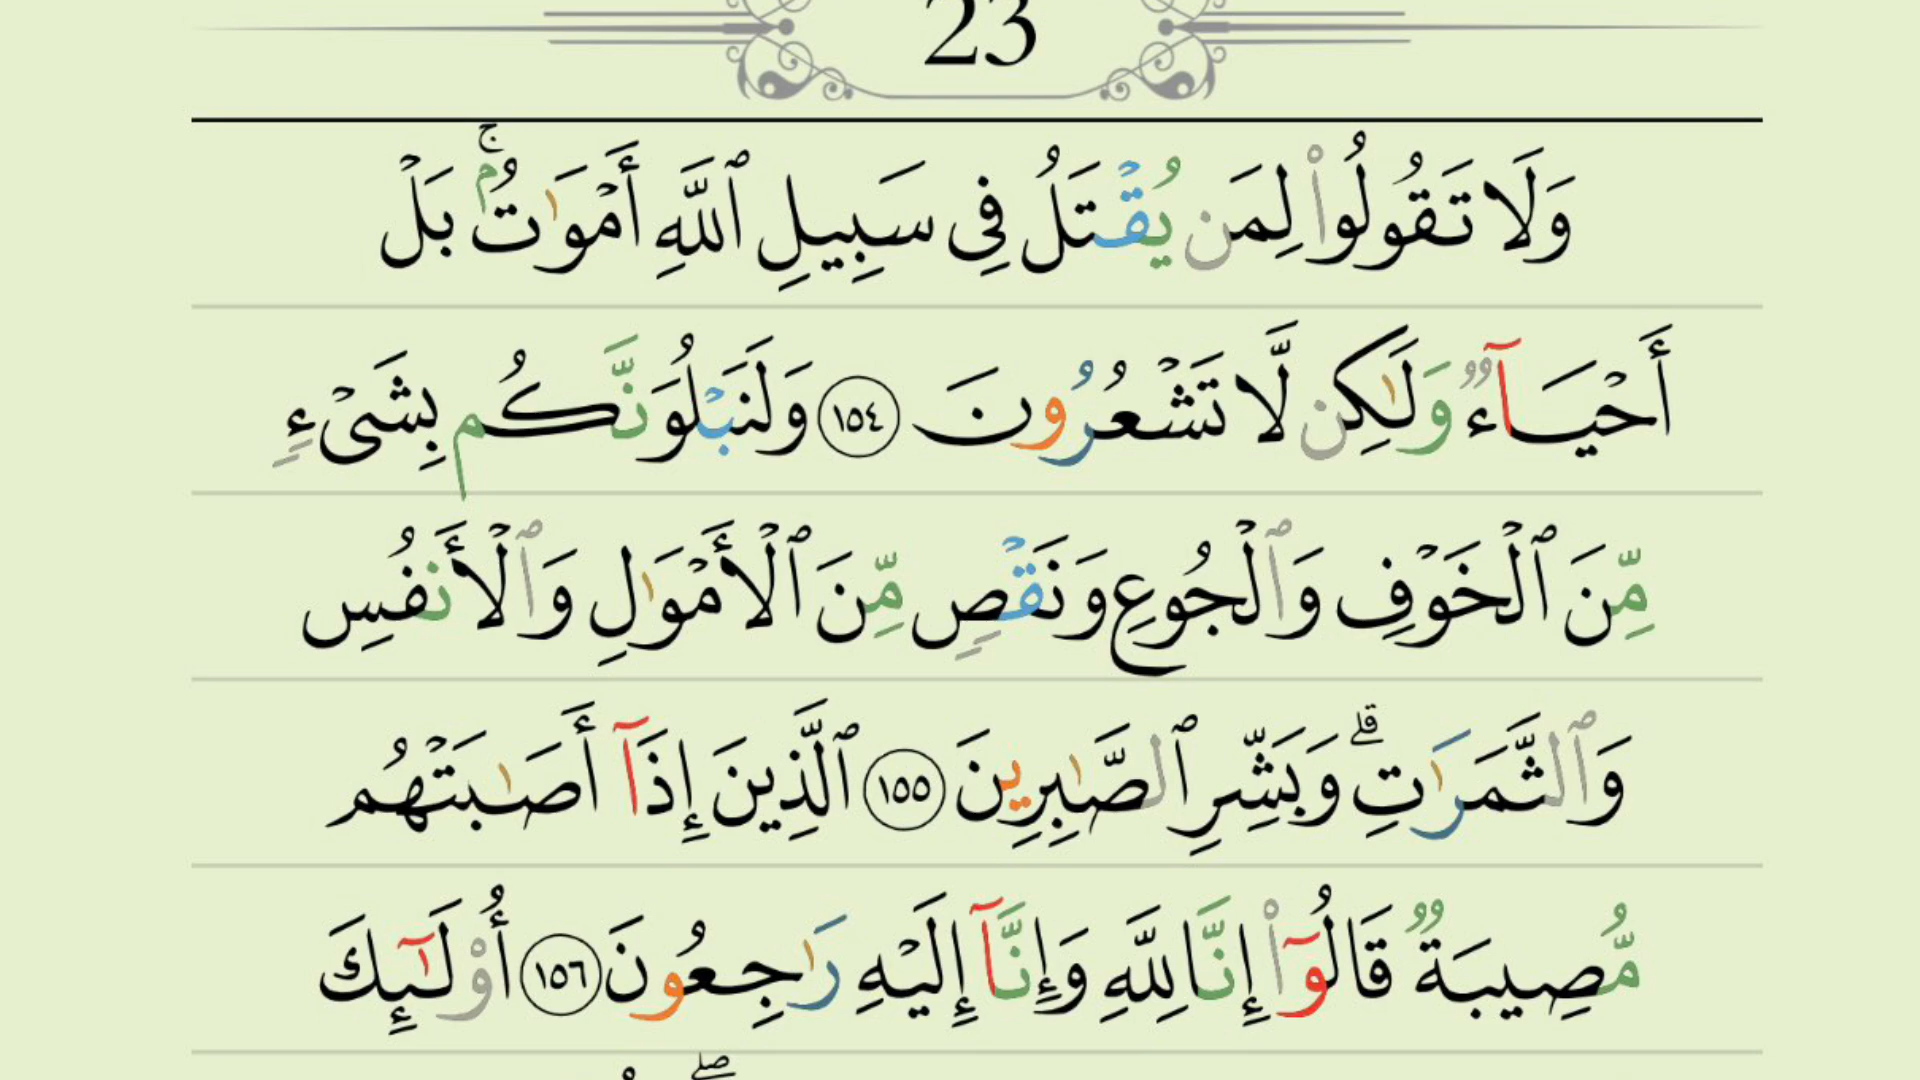 23
وَلَا تَقُولُوا۟ لِمَن يُقْتَلُ فِى سَبِيلِ ٱللَّهِ أَمْوَٰتٌۢ ۚ بَلْ
أَحْيَآءٌ وَلَـٰكِن لَّا تَشْعُرُونَ ١٥٤ وَلَنَبْلُوَنَّكُم بِشَىْءٍ
مِّنَ ٱلْخَوْفِ وَٱلْجُوعِ وَنَقْصٍ مِّنَ ٱلْأَمْوَٰلِ وَٱلْأَنفُسِ
وَٱلثَّمَرَٰتِ ۗ وَبَشِّرِ ٱلصَّـٰبِرِينَ ١٥٥ ٱلَّذِينَ إِذَآ أَصَـٰبَتْهُم
مُّصِيبَةٌ قَالُوٓا۟ إِنَّا لِلَّهِ وَإِنَّآ إِلَيْهِ رَٰجِعُونَ ١٥٦ أُو۟لَـٰٓئِكَ